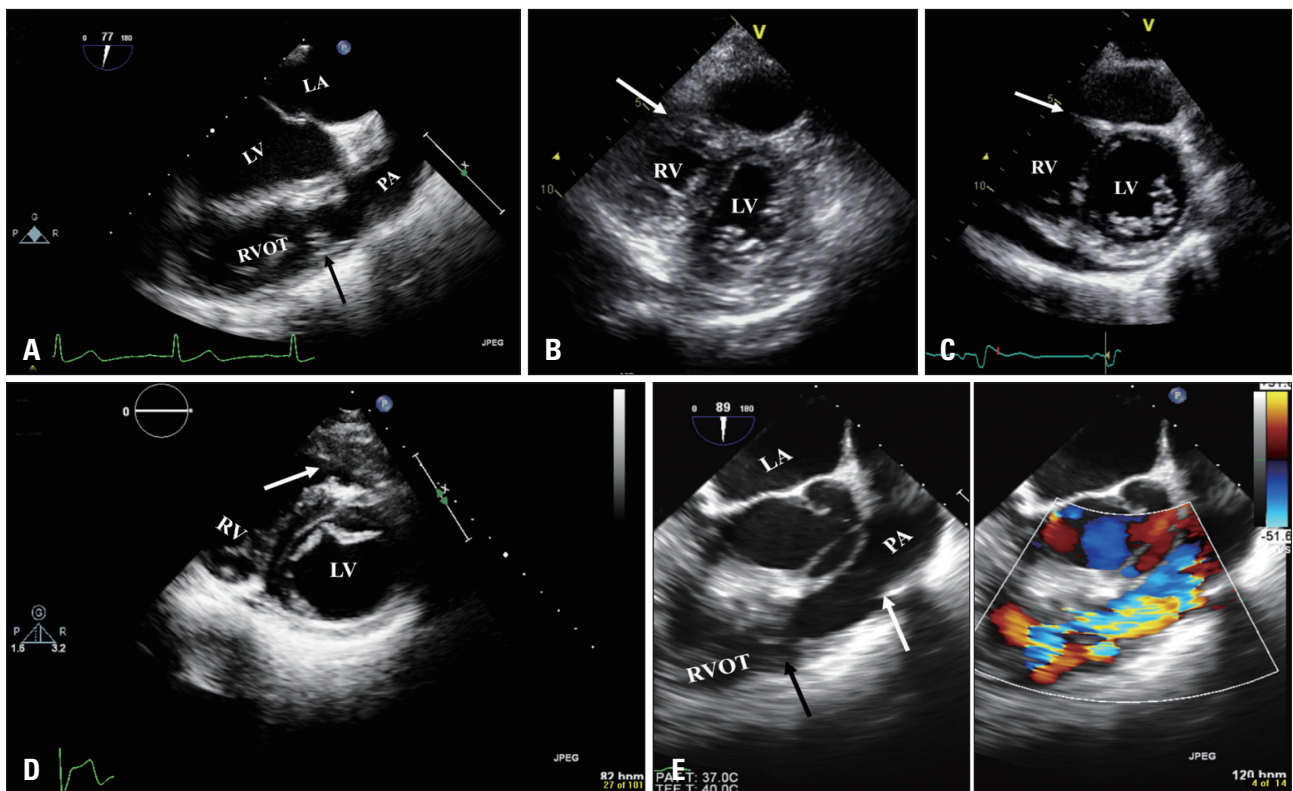 0 77 180
P
LA
LV
PA
RVOT
x
G
P R
A
JPEG
V
5
10
RV
LV
B
V
5
10
RV
LV
C
0
P
RV
LV
x
G
P R
1.6 3.2
D
82 bpm
27 of 101
0 89 180
LA
PA
RVOT
PAT T: 37.0C
TEE T: 40.0C
E
P
-51.6
JPEG
120 bpm
4 of 14